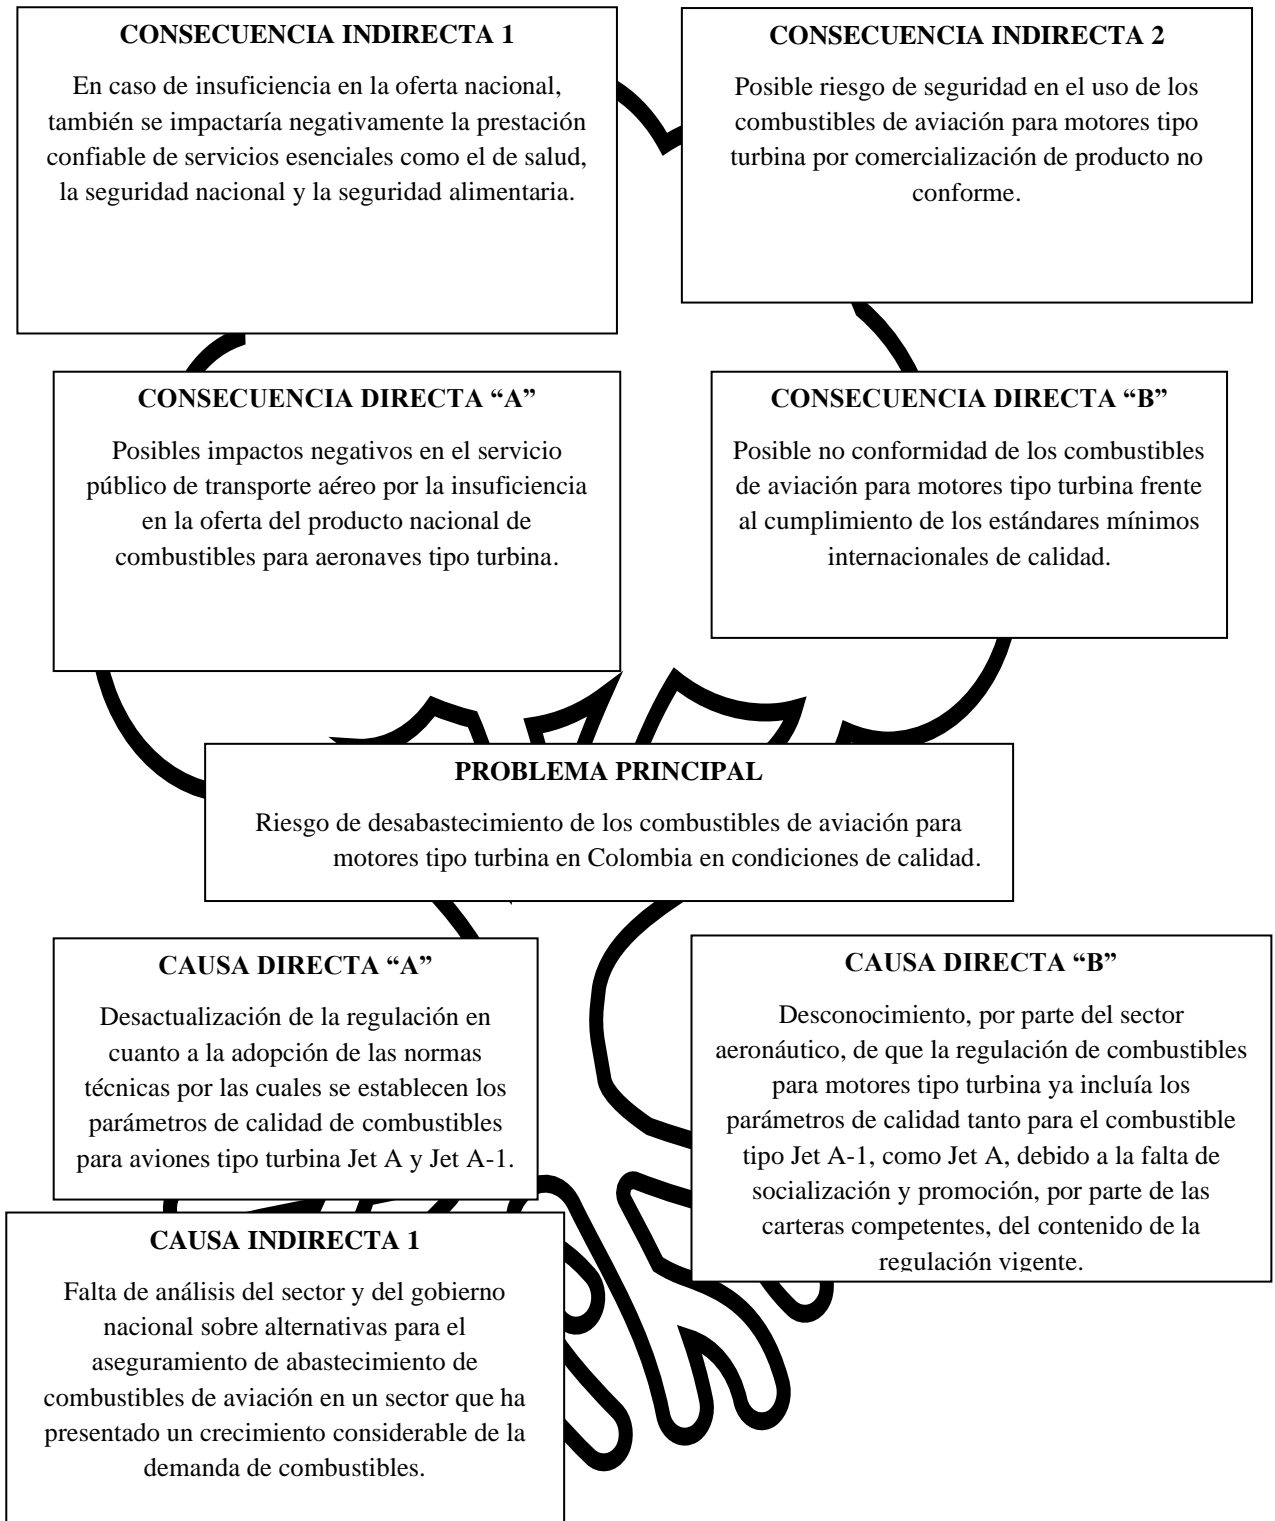 CONSECUENCIA INDIRECTA 1
En caso de insuficiencia en la oferta nacional,
también se impactaría negativamente la prestación
confiable de servicios esenciales como el de salud,
la seguridad nacional y la seguridad alimentaria.
CONSECUENCIA INDIRECTA 2
Posible riesgo de seguridad en el uso de los
combustibles de aviación para motores tipo
turbina por comercialización de producto no
conforme.
CONSECUENCIA DIRECTA “A”
Posibles impactos negativos en el servicio
público de transporte aéreo por la insuficiencia
en la oferta del producto nacional de
combustibles para aeronaves tipo turbina.
CONSECUENCIA DIRECTA “B”
Posible no conformidad de los combustibles
de aviación para motores tipo turbina frente
al cumplimiento de los estándares mínimos
internacionales de calidad.
PROBLEMA PRINCIPAL
Riesgo de desabastecimiento de los combustibles de aviación para
motores tipo turbina en Colombia en condiciones de calidad.
CAUSA DIRECTA “A”
Desactualización de la regulación en
cuanto a la adopción de las normas
técnicas por las cuales se establecen los
parámetros de calidad de combustibles
para aviones tipo turbina Jet A y Jet A-1.
CAUSA DIRECTA “B”
Desconocimiento, por parte del sector
aeronáutico, de que la regulación de combustibles
para motores tipo turbina ya incluía los
parámetros de calidad tanto para el combustible
tipo Jet A-1, como Jet A, debido a la falta de
socialización y promoción, por parte de las
carteras competentes, del contenido de la
regulación vigente.
CAUSA INDIRECTA 1
Falta de análisis del sector y del gobierno
nacional sobre alternativas para el
aseguramiento de abastecimiento de
combustibles de aviación en un sector que ha
presentado un crecimiento considerable de la
demanda de combustibles.